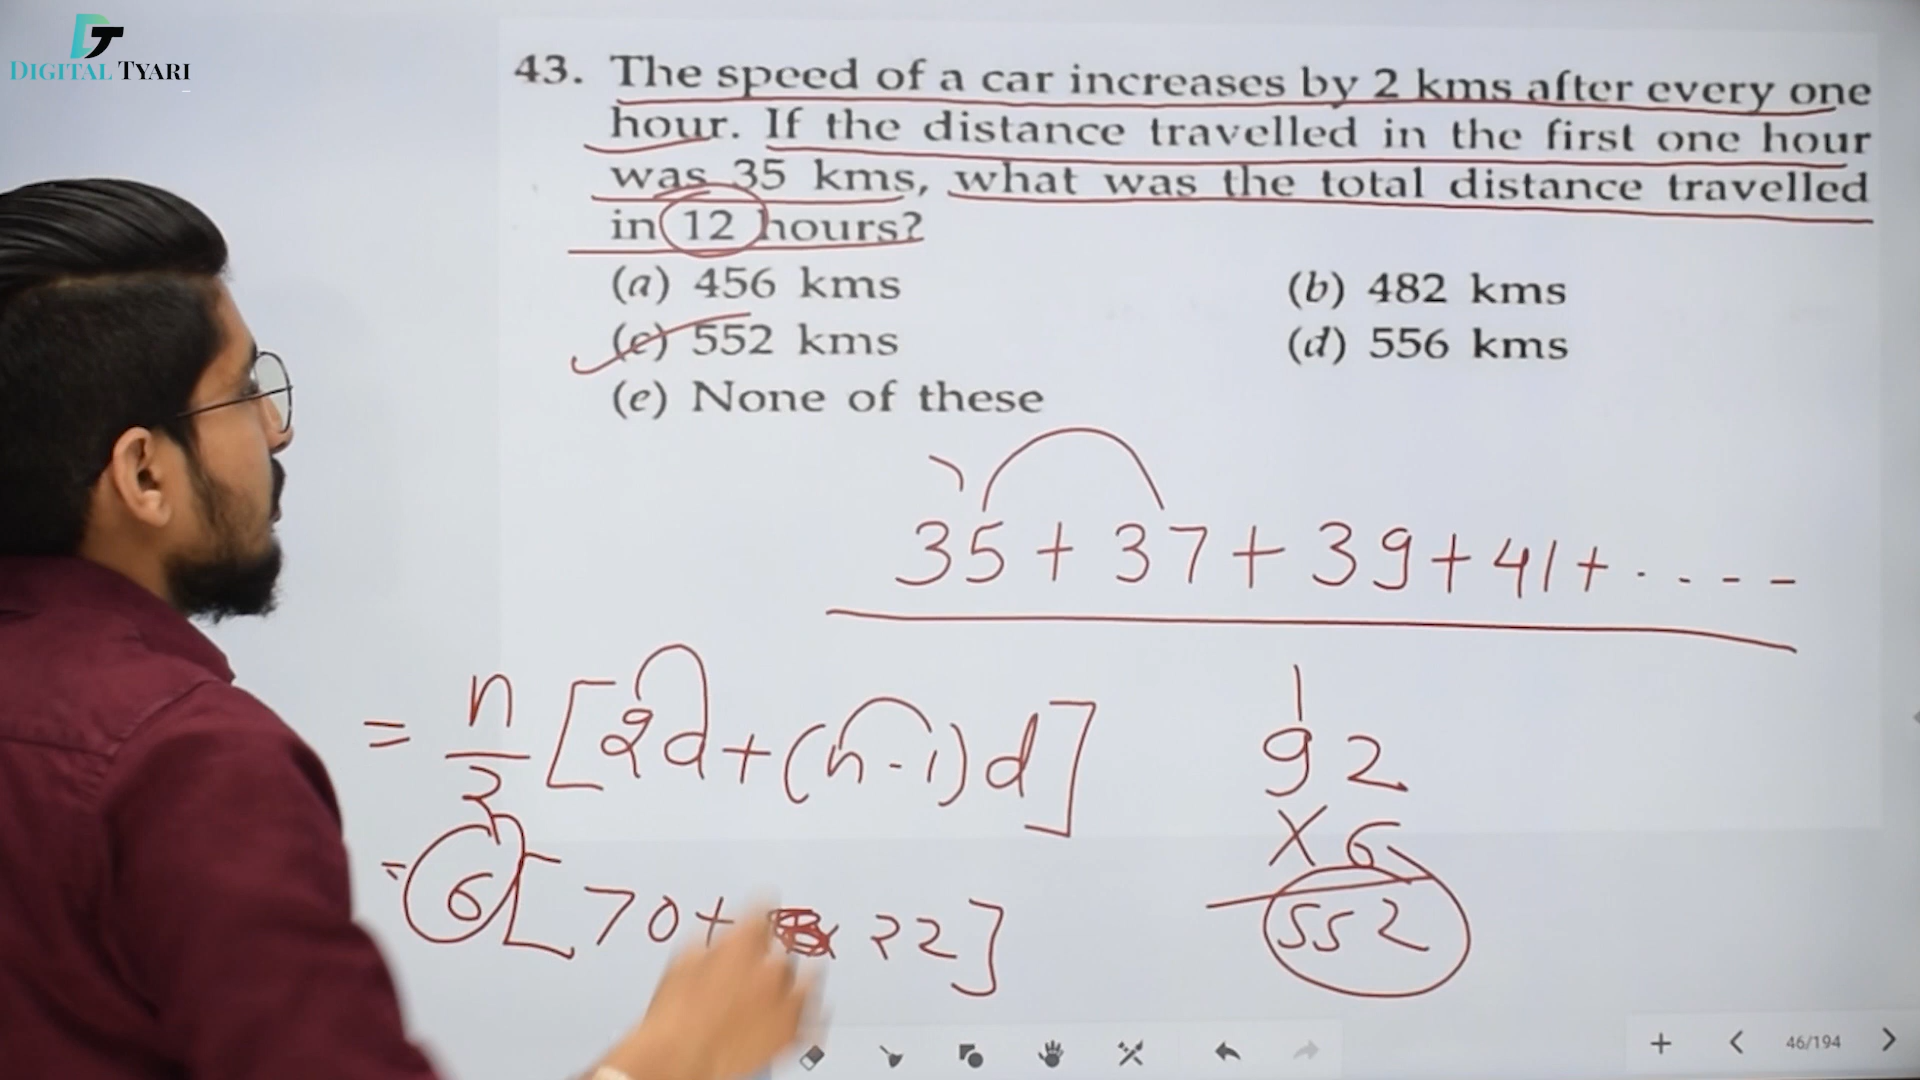 DIGITAL TYARI
43. The speed of a car increases by 2 kms after every one
hour. If the distance travelled in the first one hour
was 35 kms, what was the total distance travelled
in 12 hours?
(a) 456 kms (b) 482 kms
(c) 552 kms (d) 556 kms
(e) None of these
35 + 37 + 39 + 41 + . . - - -
= n/2 [2a + (n - 1) d]
= 6 [70 + 22]
1
92
× 6
552
46/194